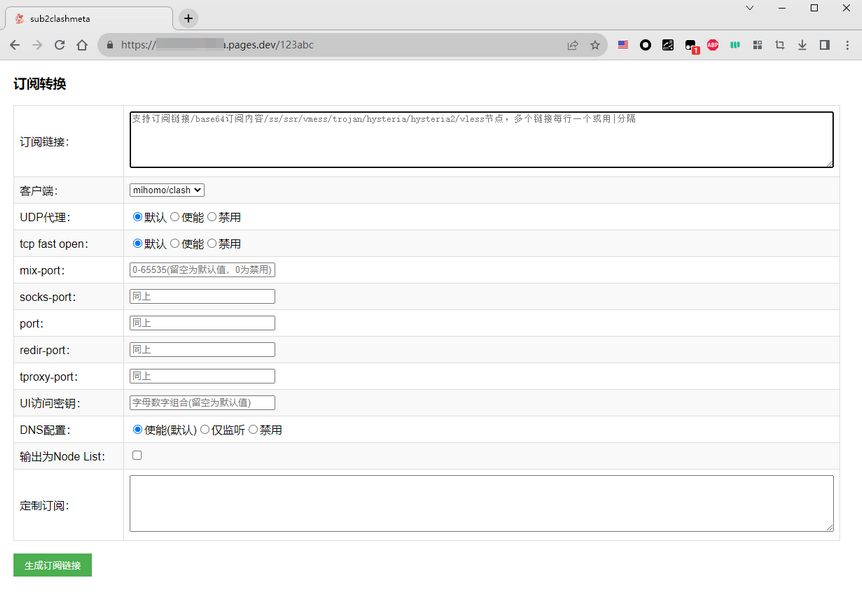 sub2clashmeta
https://
a.pages.dev/123abc
1
ABP
订阅转换
订阅链接:
支持订阅链接/base64订阅内容/ss/ssr/vmess/trojan/hysteria/hysteria2/vless节点，多个链接每行一个或用|分隔
客户端:
mihomo/clash
UDP代理:
默认 使能 禁用
tcp fast open:
默认 使能 禁用
mix-port:
0-65535(留空为默认值，0为禁用)
socks-port:
同上
port:
同上
redir-port:
同上
tproxy-port:
同上
UI访问密钥:
字母数字组合(留空为默认值)
DNS配置:
使能(默认) 仅监听 禁用
输出为Node List:
定制订阅:
生成订阅链接